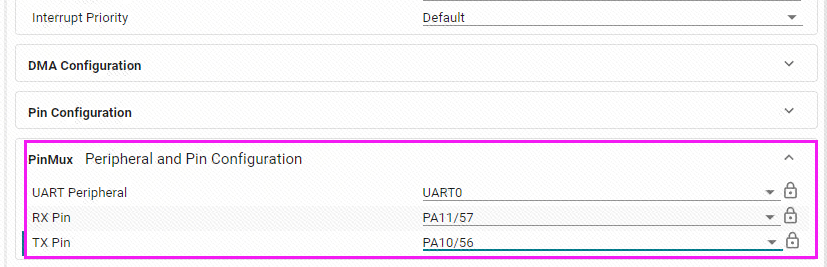 Interrupt Priority Default
DMA Configuration
Pin Configuration
PinMux Peripheral and Pin Configuration
UART Peripheral UART0
RX Pin PA11/57
TX Pin PA10/56